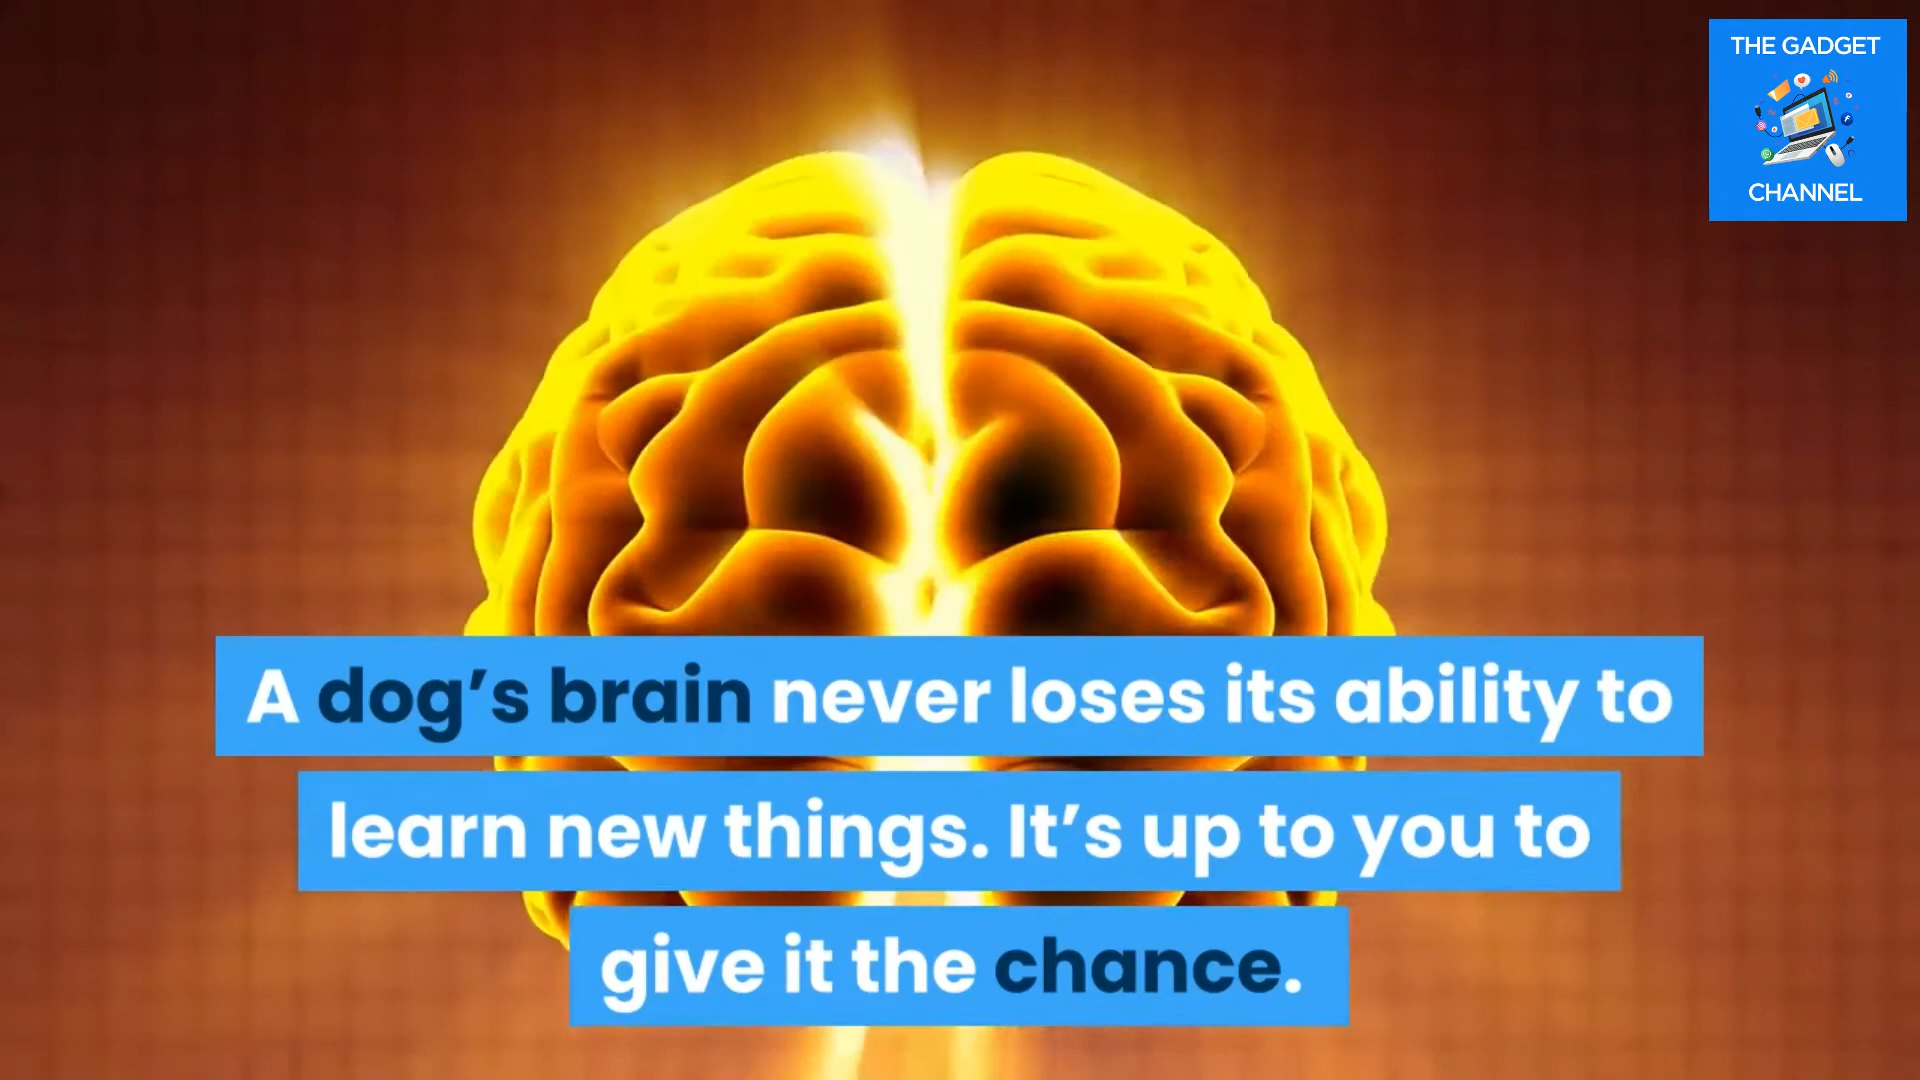 THE GADGET
CHANNEL
A dog’s brain never loses its ability to
learn new things. It’s up to you to
give it the chance.